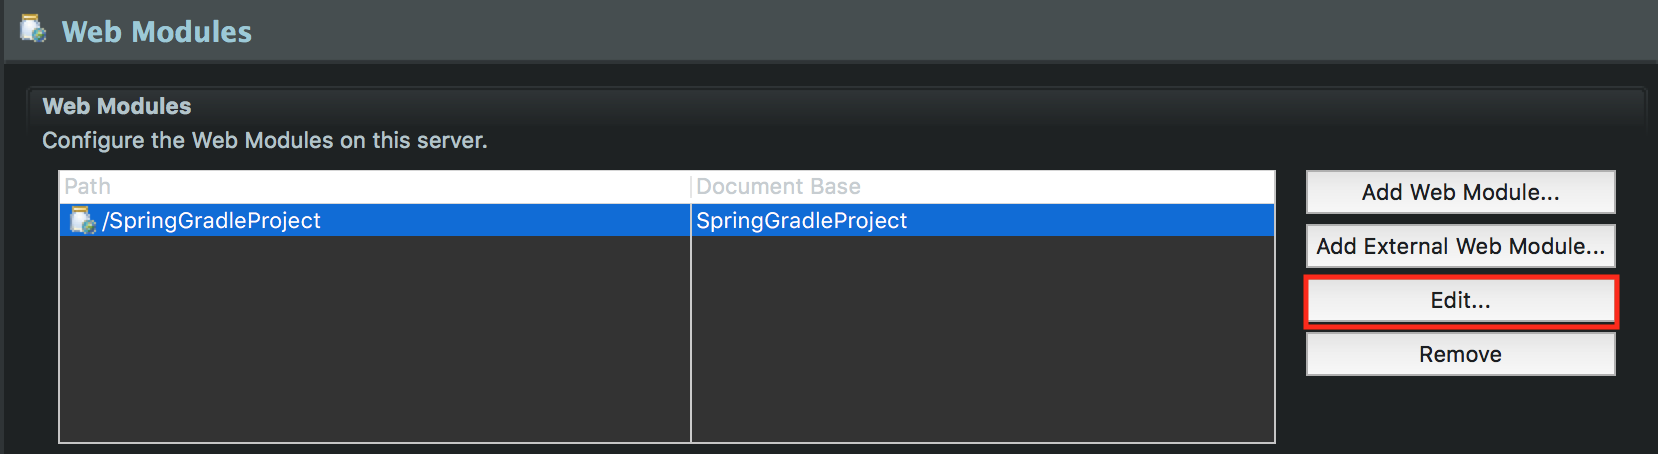 Web Modules
Web Modules
Configure the Web Modules on this server.
Path Document Base
/SpringGradleProject SpringGradleProject
Add Web Module...
Add External Web Module...
Edit...
Remove